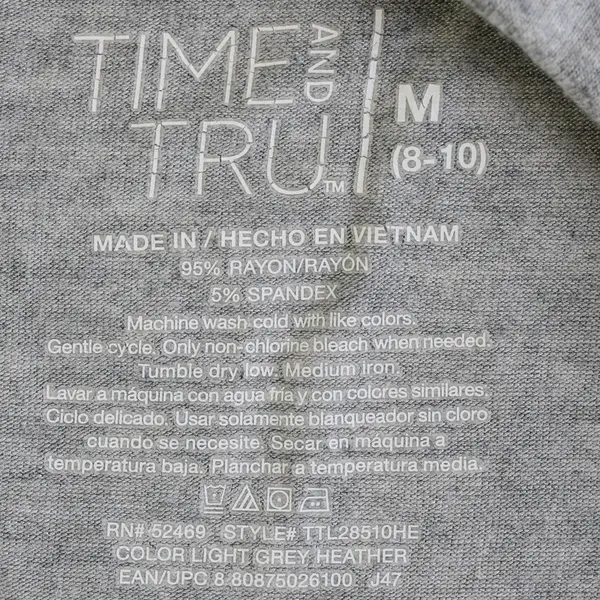 TIME AND
TRU™
M
(8-10)
MADE IN / HECHO EN VIETNAM
95% RAYON/RAYÓN
5% SPANDEX
Machine wash cold with like colors.
Gentle cycle. Only non-chlorine bleach when needed.
Tumble dry low. Medium iron.
Lavar a máquina con agua fria y con colores similares.
Ciclo delicado. Usar solamente blanqueador sin cloro
cuando se necesite. Secar en máquina a
temperatura baja. Planchar a temperatura media.
RN# 52469 STYLE# TTL28510HE
COLOR LIGHT GREY HEATHER
EAN/UPC 8 80875026100 J47